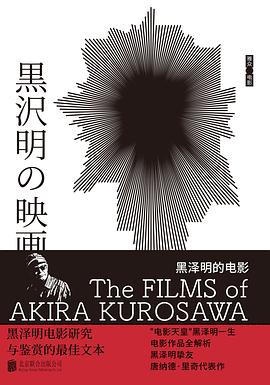 雅众
电影
黒沢明の映画
黑泽明的电影
The FILMS of
AKIRA KUROSAWA
黑泽明电影研究
与鉴赏的最佳文本
“电影天皇”黑泽明一生
电影作品全解析
黑泽明挚友
唐纳德·里奇代表作
北京联合出版公司